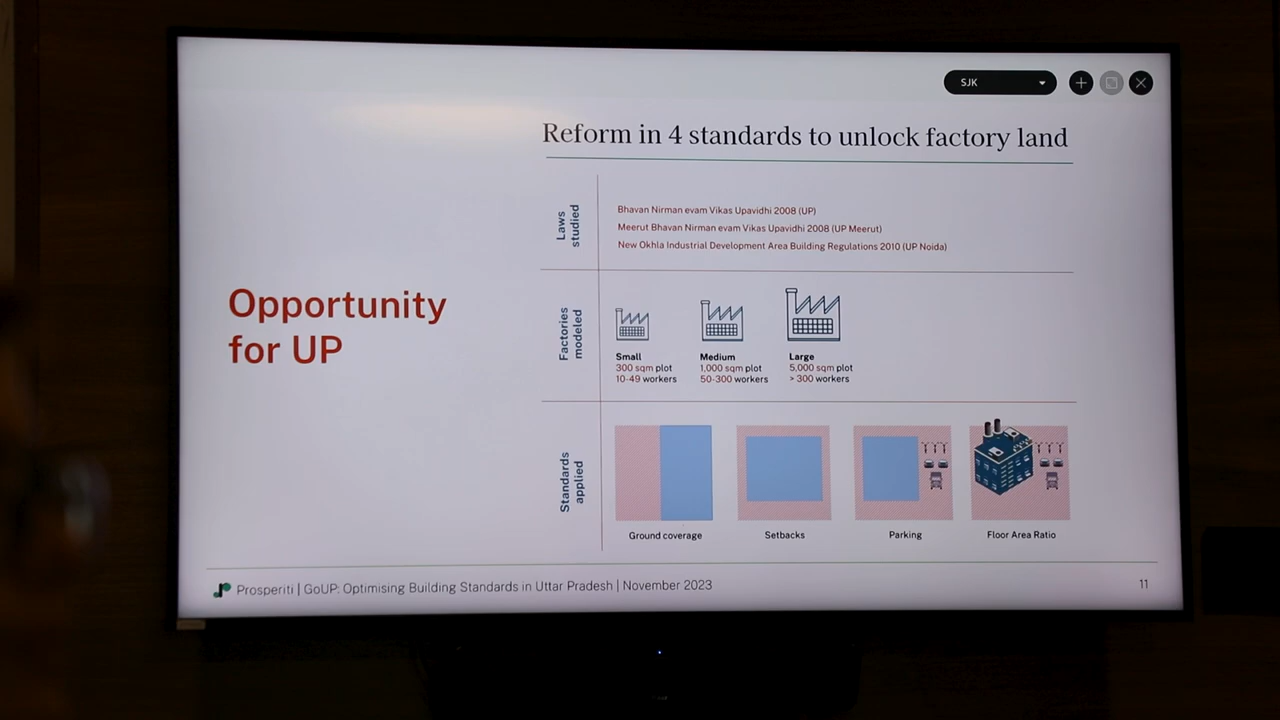 SJK
Reform in 4 standards to unlock factory land
Opportunity
for UP
Laws
studied
Bhavan Nirman evam Vikas Upavidhi 2008 (UP)
Meerut Bhavan Nirman evam Vikas Upavidhi 2008 (UP Meerut)
New Okhla Industrial Development Area Building Regulations 2010 (UP Noida)
Factories
modeled
Small
300 sqm plot
10-49 workers
Medium
1,000 sqm plot
50-300 workers
Large
5,000 sqm plot
> 300 workers
Standards
applied
Ground coverage
Setbacks
Parking
Floor Area Ratio
Prosperiti | GoUP: Optimising Building Standards in Uttar Pradesh | November 2023
11